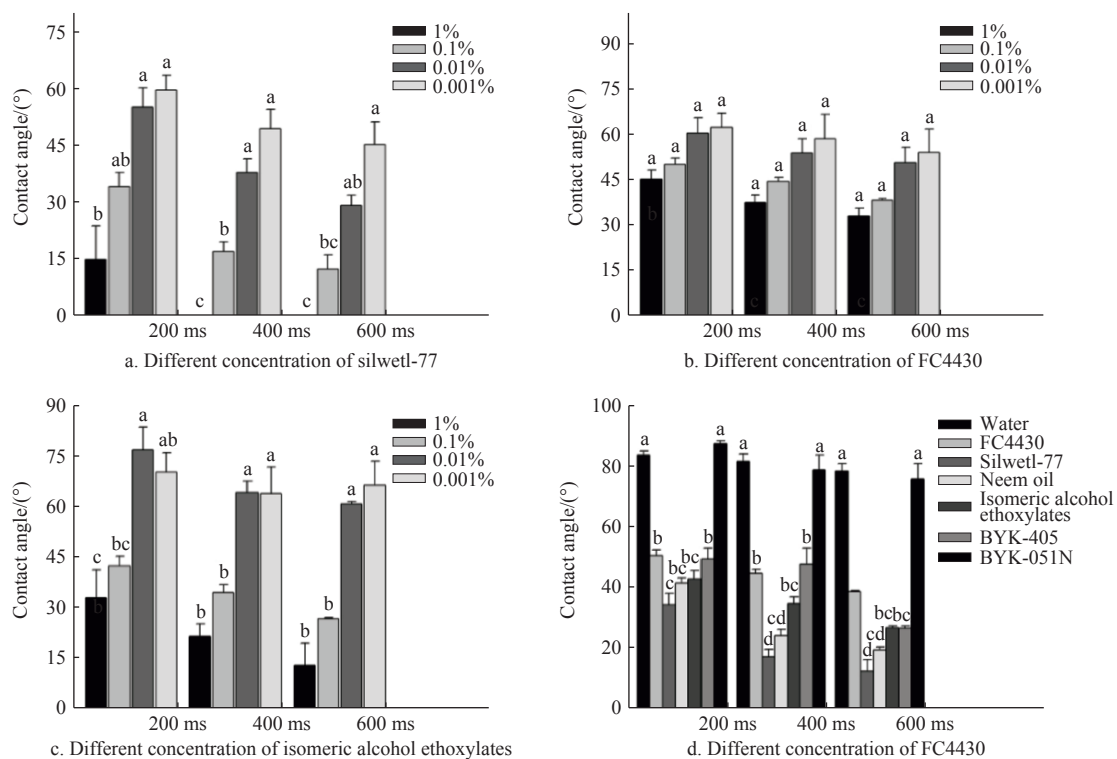 75
60
45
30
15
0
Contact angle/(°)
1%
0.1%
0.01%
0.001%
b ab a a
c b a a
c bc ab a
200 ms 400 ms 600 ms
a. Different concentration of silwetl-77
90
75
60
45
30
15
0
Contact angle/(°)
1%
0.1%
0.01%
0.001%
a a a a
a a a a
a a a a
b c c
200 ms 400 ms 600 ms
b. Different concentration of FC4430
90
75
60
45
30
15
0
Contact angle/(°)
1%
0.1%
0.01%
0.001%
c bc a ab
b b a a
b b a a
b
200 ms 400 ms 600 ms
c. Different concentration of isomeric alcohol ethoxylates
100
80
60
40
20
0
Contact angle/(°)
Water
FC4430
Silwetl-77
Neem oil
Isomeric alcohol
ethoxylates
BYK-405
BYK-051N
a b c bc bc b a
a b d cd bc b a
a b d cd bc bc a
200 ms 400 ms 600 ms
d. Different concentration of FC4430